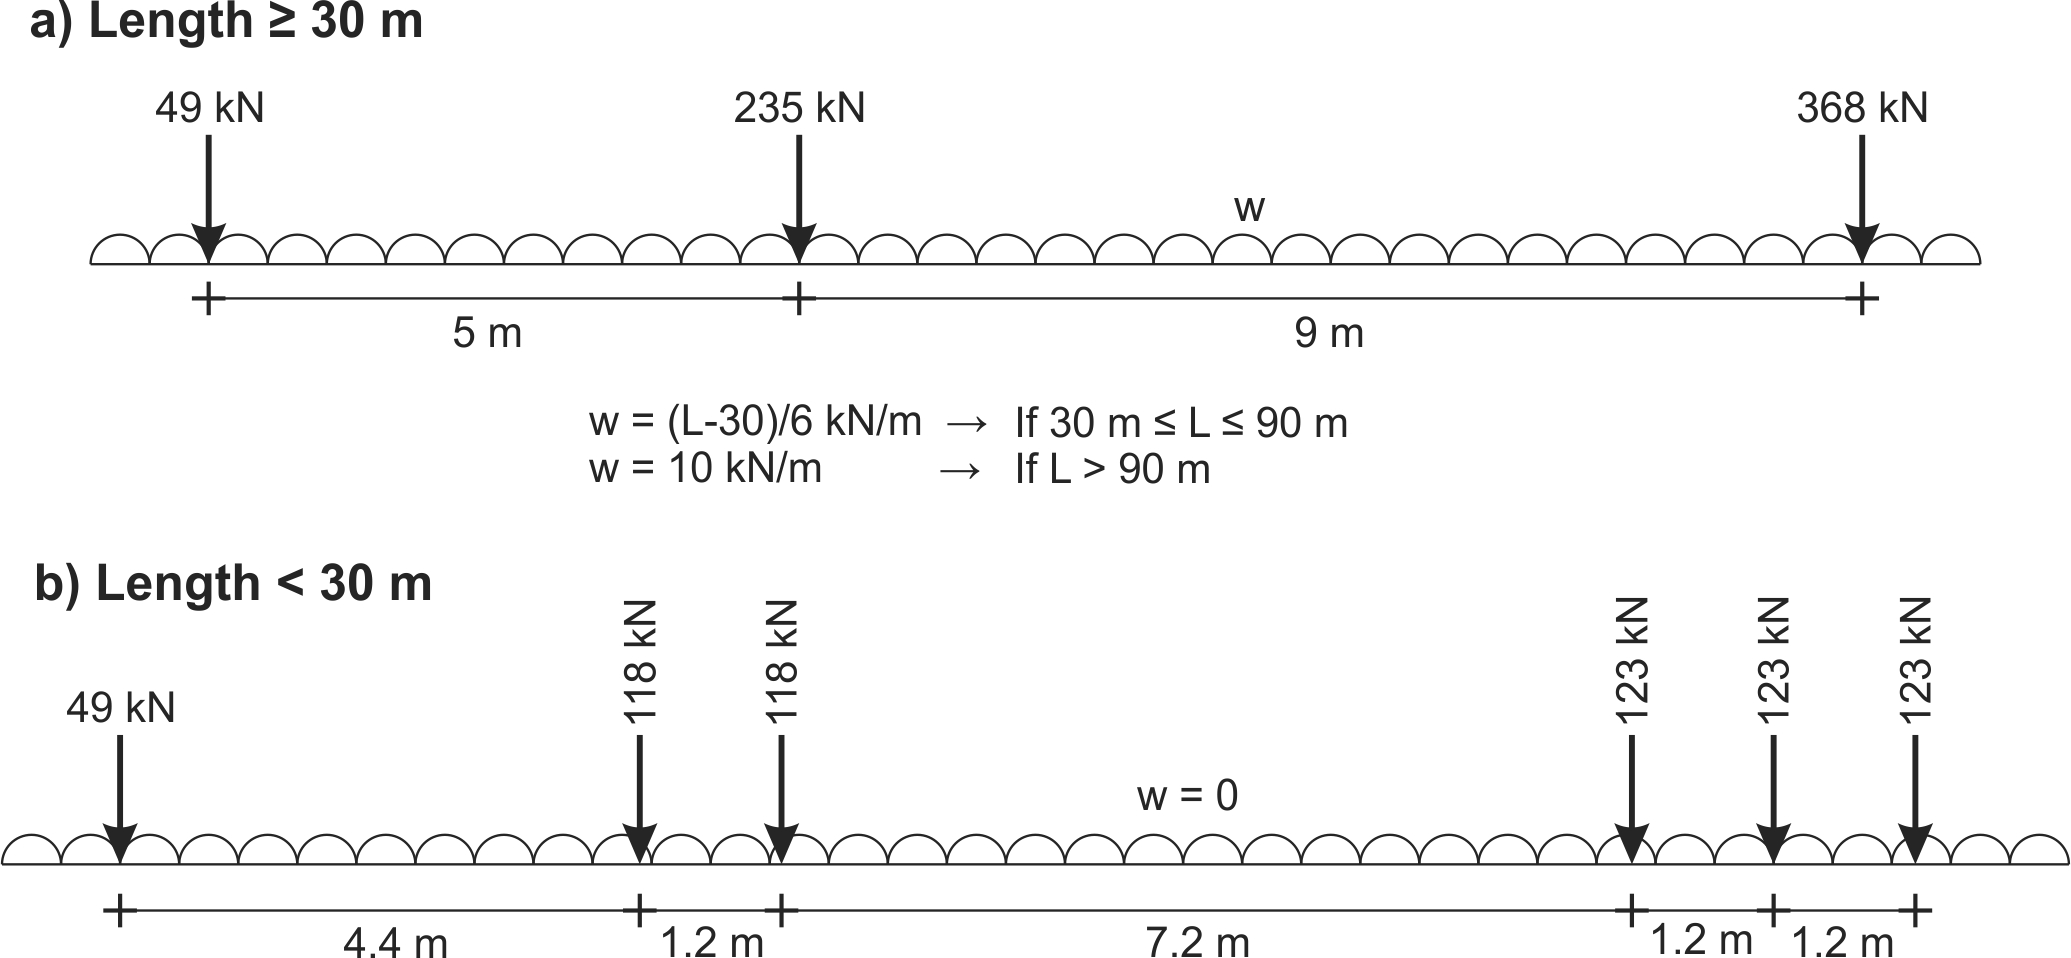 a) Length ≥ 30 m
49 kN
235 kN
368 kN
w
5 m
9 m
w = (L-30)/6 kN/m → If 30 m ≤ L ≤ 90 m
w = 10 kN/m → If L > 90 m
b) Length < 30 m
49 kN
118 kN
118 kN
w = 0
123 kN
123 kN
123 kN
4.4 m
1.2 m
7.2 m
1.2 m
1.2 m